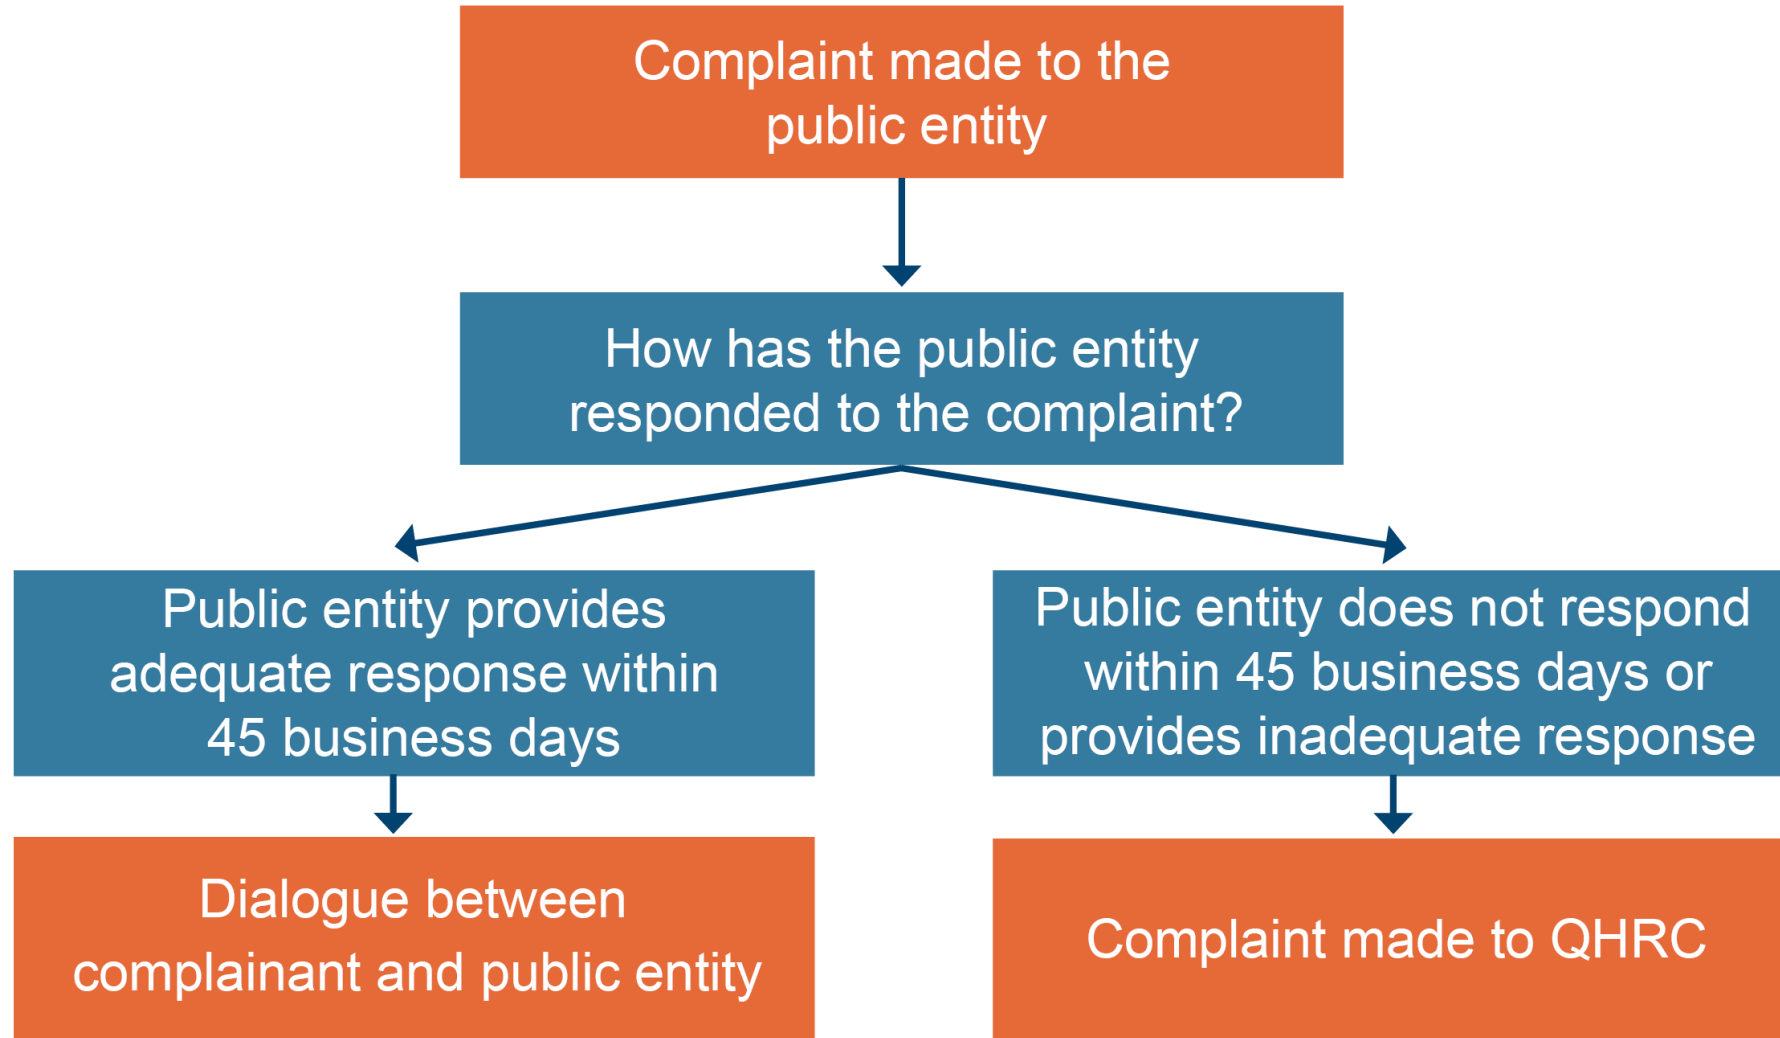 Complaint made to the
public entity
How has the public entity
responded to the complaint?
Public entity provides
adequate response within
45 business days
Public entity does not respond
within 45 business days or
provides inadequate response
Dialogue between
complainant and public entity
Complaint made to QHRC